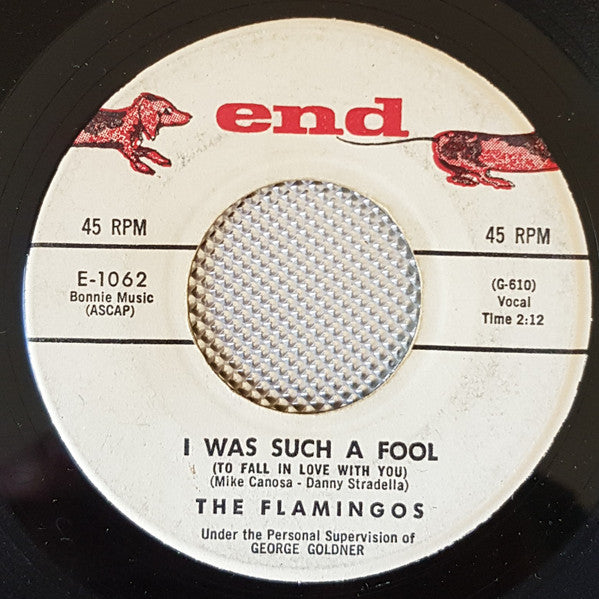 end
45 RPM
45 RPM
E-1062
Bonnie Music
(ASCAP)
(G-610)
Vocal
Time 2:12
I WAS SUCH A FOOL
(TO FALL IN LOVE WITH YOU)
(Mike Canosa - Danny Stradella)
THE FLAMINGOS
Under the Personal Supervision of
GEORGE GOLDNER